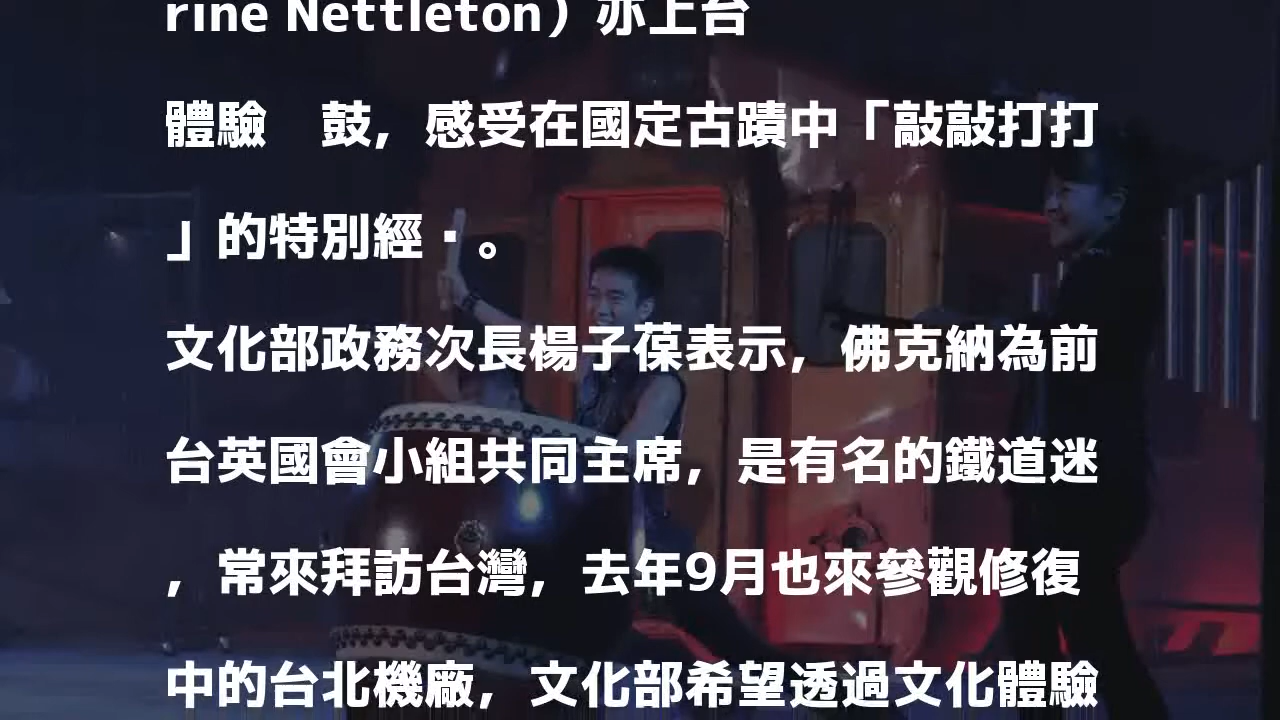 rine Nettleton）亦上台
體驗　鼓，感受在國定古蹟中「敲敲打打
」的特別經▪。
文化部政務次長楊子葆表示，佛克納為前
台英國會小組共同主席，是有名的鐵道迷
，常來拜訪台灣，去年9月也來參觀修復
中的台北機廠，文化部希望透過文化體驗